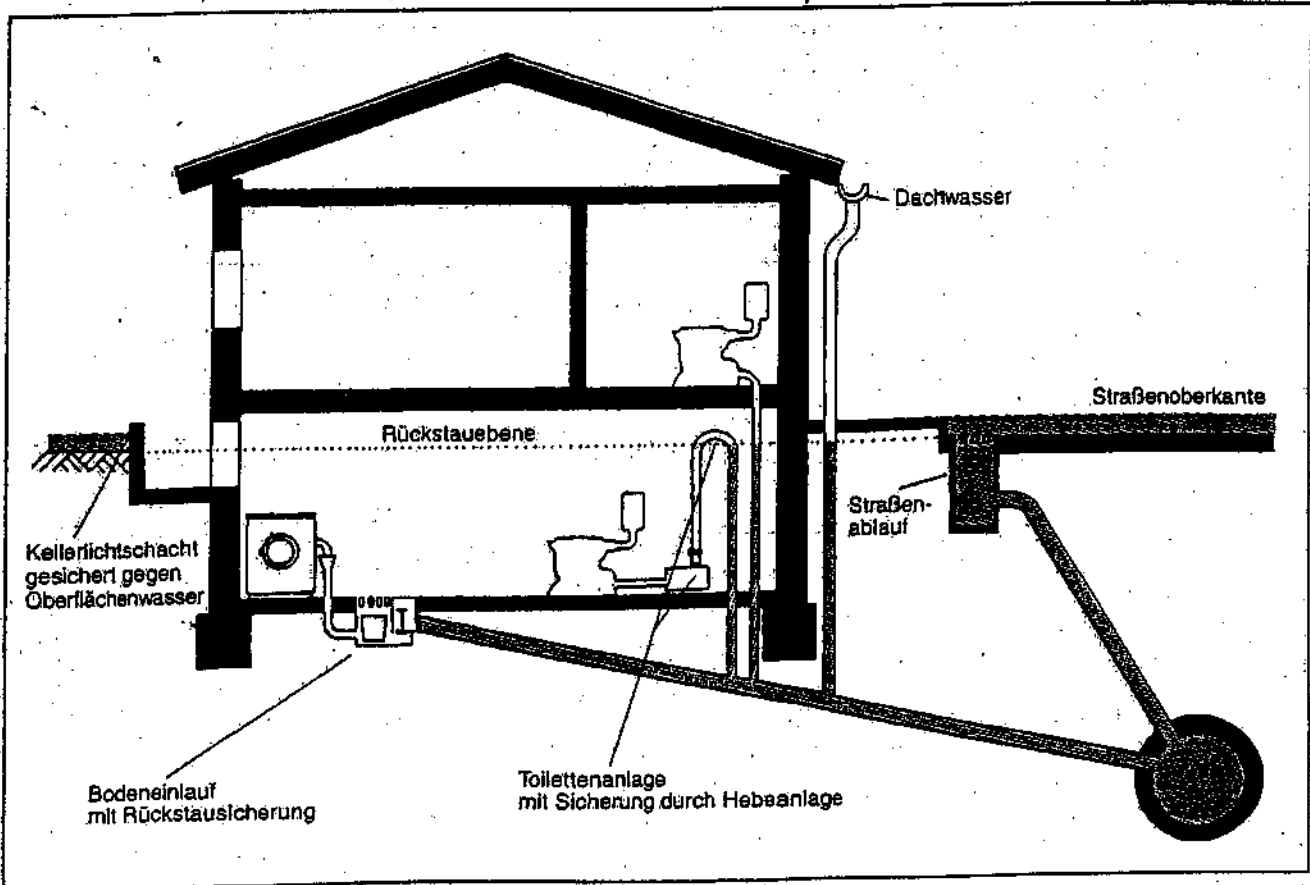 Dachwasser
Straßenoberkante
Rückstauebene
Straßen-
ablauf
Kellerlichtschacht
gesichert gegen
Oberflächenwasser
Bodeneinlauf
mit Rückstausicherung
Toilettenanlage
mit Sicherung durch Hebeanlage